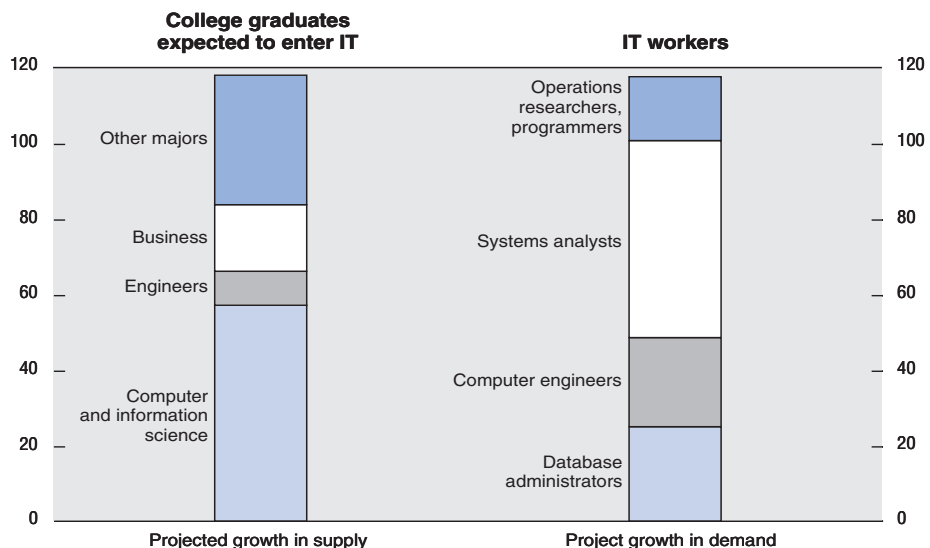 College graduates
expected to enter IT
IT workers
120
100
80
60
40
20
0
Other majors
Business
Engineers
Computer
and information
science
Operations
researchers,
programmers
Systems analysts
Computer engineers
Database
administrators
120
100
80
60
40
20
0
Projected growth in supply
Project growth in demand